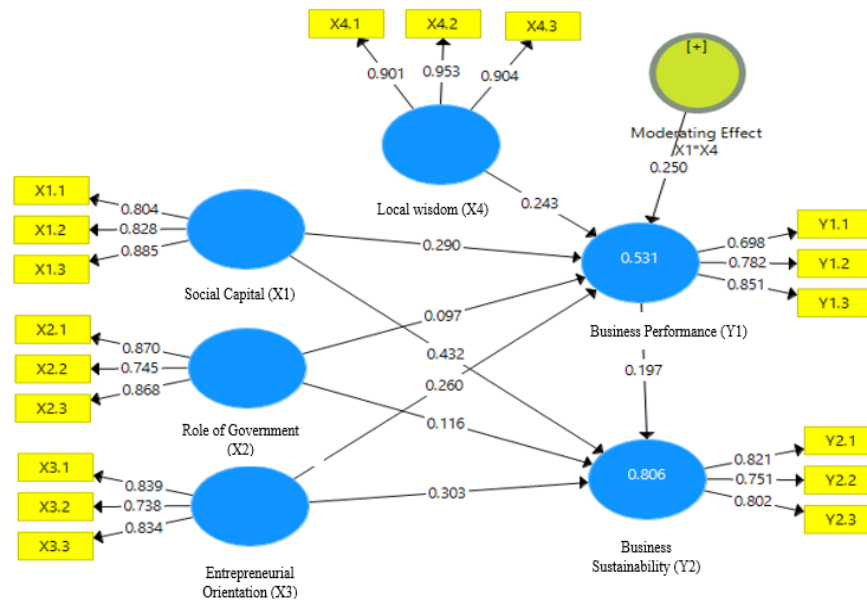 X4.1
X4.2
X4.3
0.901
0.953
0.904
[+]
Moderating Effect
X1*X4
0.250
Local wisdom (X4)
0.243
X1.1
X1.2
X1.3
0.804
0.828
0.885
Social Capital (X1)
0.290
0.531
Business Performance (Y1)
0.698
0.782
0.851
Y1.1
Y1.2
Y1.3
0.097
0.432
0.260
0.116
0.197
X2.1
X2.2
X2.3
0.870
0.745
0.868
Role of Government
(X2)
X3.1
X3.2
X3.3
0.839
0.738
0.834
Entrepreneurial
Orientation (X3)
0.303
0.806
Business
Sustainability (Y2)
0.821
0.751
0.802
Y2.1
Y2.2
Y2.3